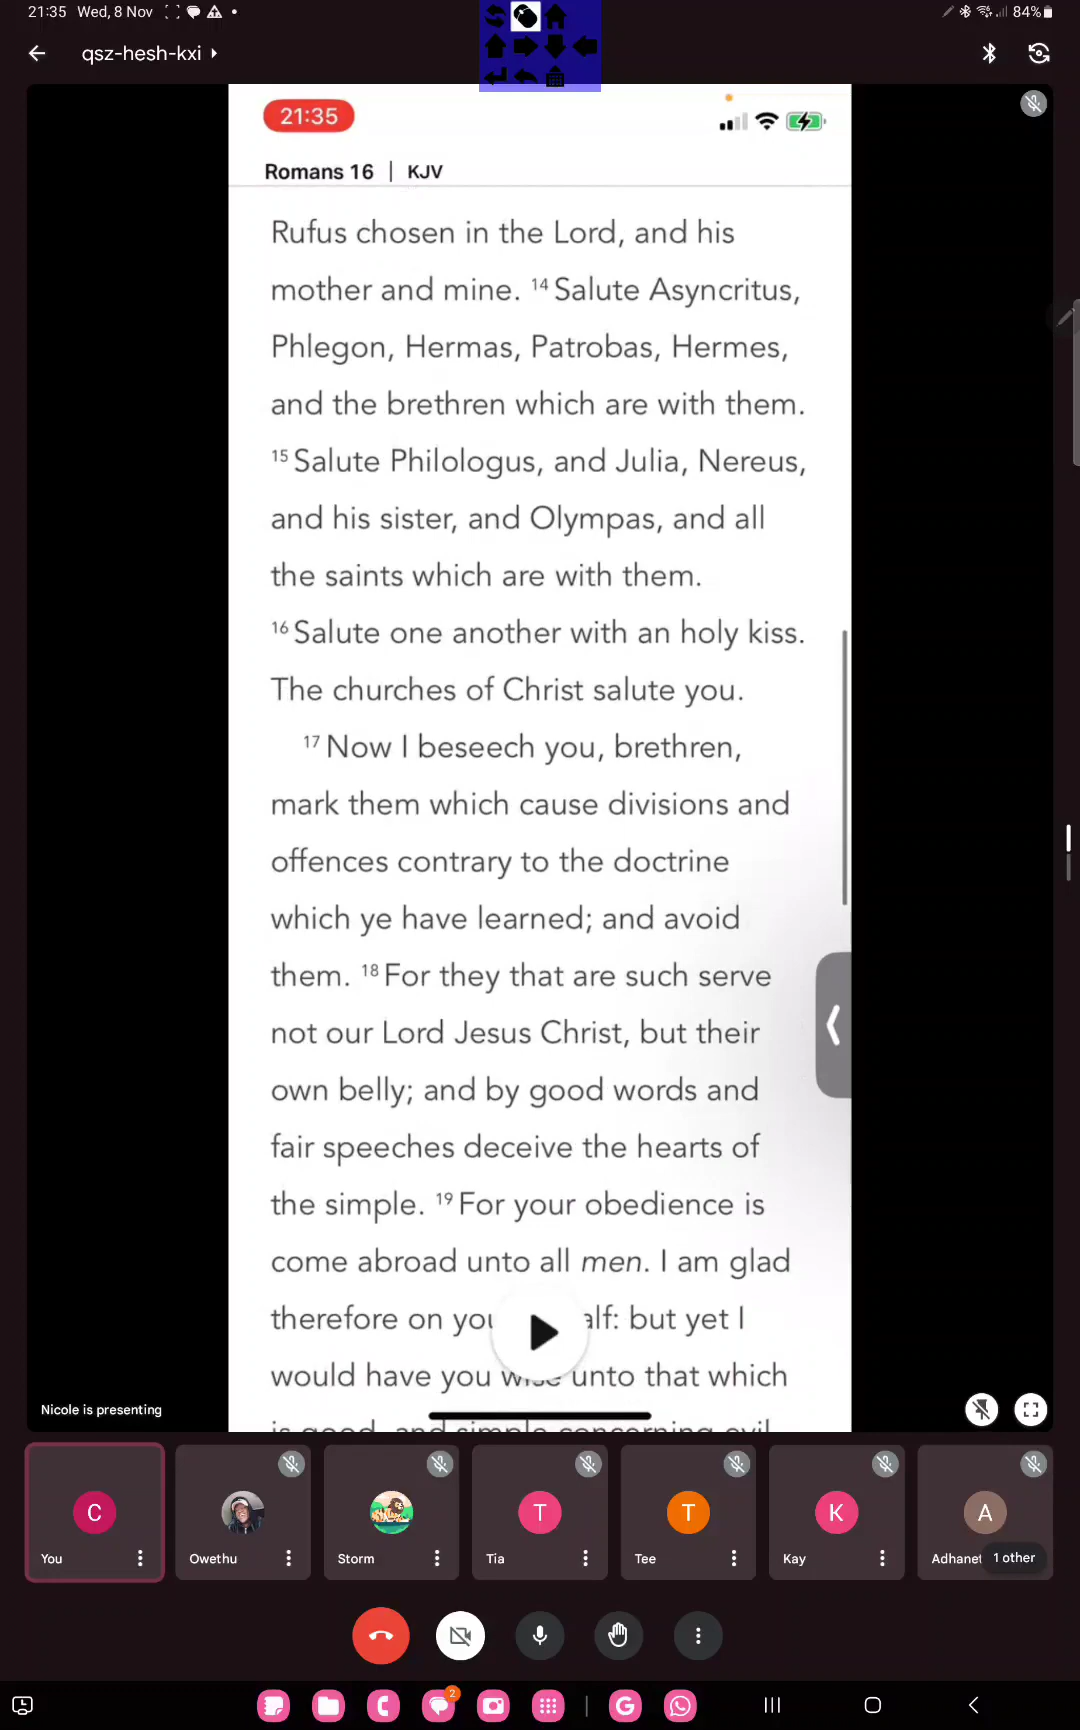 21:35 Wed, 8 Nov
84%
qsz-hesh-kxi
21:35
Romans 16 | KJV
Rufus chosen in the Lord, and his
mother and mine. 14 Salute Asyncritus,
Phlegon, Hermas, Patrobas, Hermes,
and the brethren which are with them.
15 Salute Philologus, and Julia, Nereus,
and his sister, and Olympas, and all
the saints which are with them.
16 Salute one another with an holy kiss.
The churches of Christ salute you.
17 Now I beseech you, brethren,
mark them which cause divisions and
offences contrary to the doctrine
which ye have learned; and avoid
them. 18 For they that are such serve
not our Lord Jesus Christ, but their
own belly; and by good words and
fair speeches deceive the hearts of
the simple. 19 For your obedience is
come abroad unto all men. I am glad
therefore on alf: but yet I
would have you wise unto that which
is good, and simple concerning evil
Nicole is presenting
C
T
T
K
A
You
Owethu
Storm
Tia
Tee
Kay
Adhanet
1 other
2
G